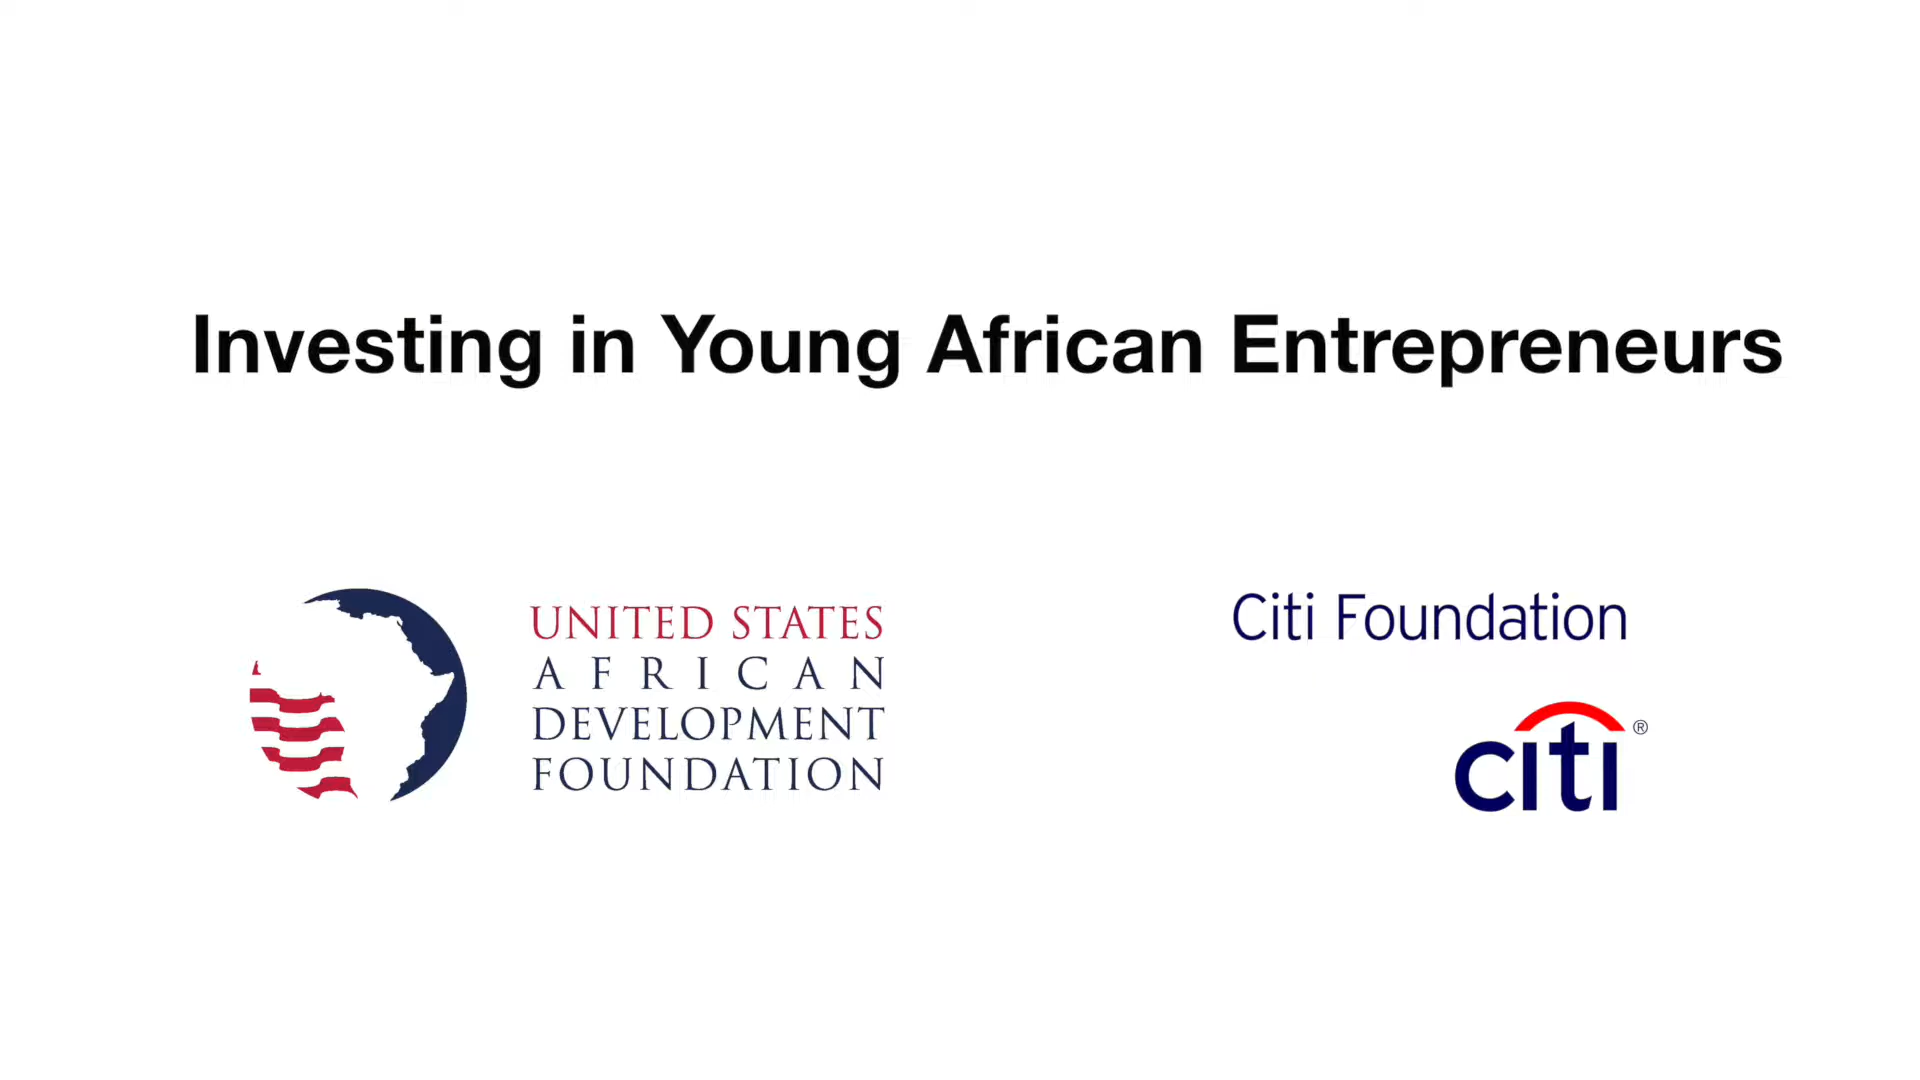 Investing in Young African Entrepreneurs
UNITED STATES
AFRICAN
DEVELOPMENT
FOUNDATION
Citi Foundation
citi®